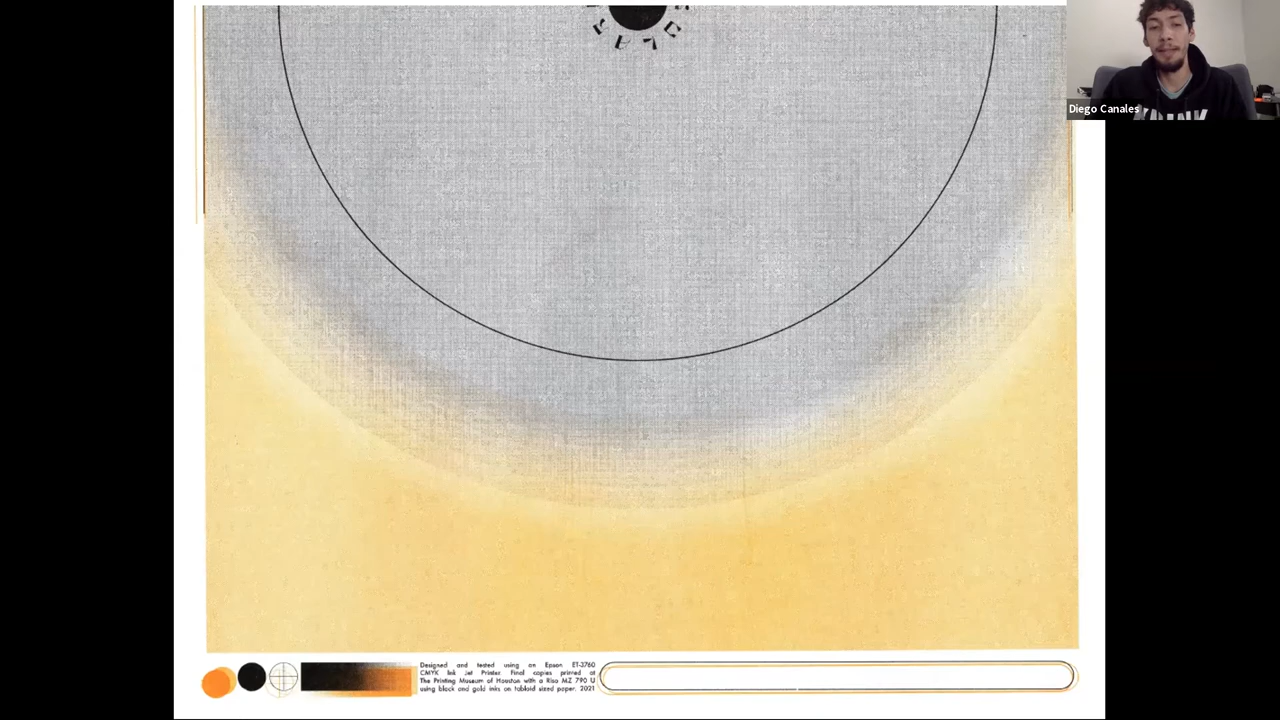 Diego Canales
Designed and tested using an Epson ET-3760
CMYK Ink Jet Printer. Final copies printed at
The Printing Museum of Houston with a Riso MZ 790 U
using black and gold inks on tabloid sized paper. 2021